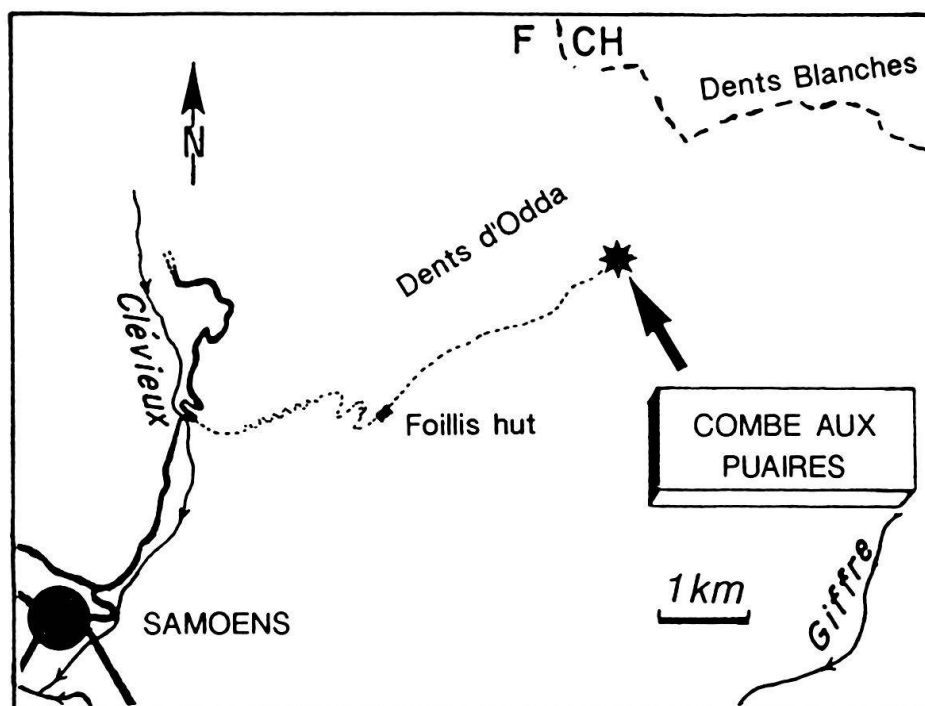 F CH
Dents Blanches
N
Dents d'Odda
Clévieux
Foillis hut
COMBE AUX
PUAIRES
1km
Giffre
SAMOENS